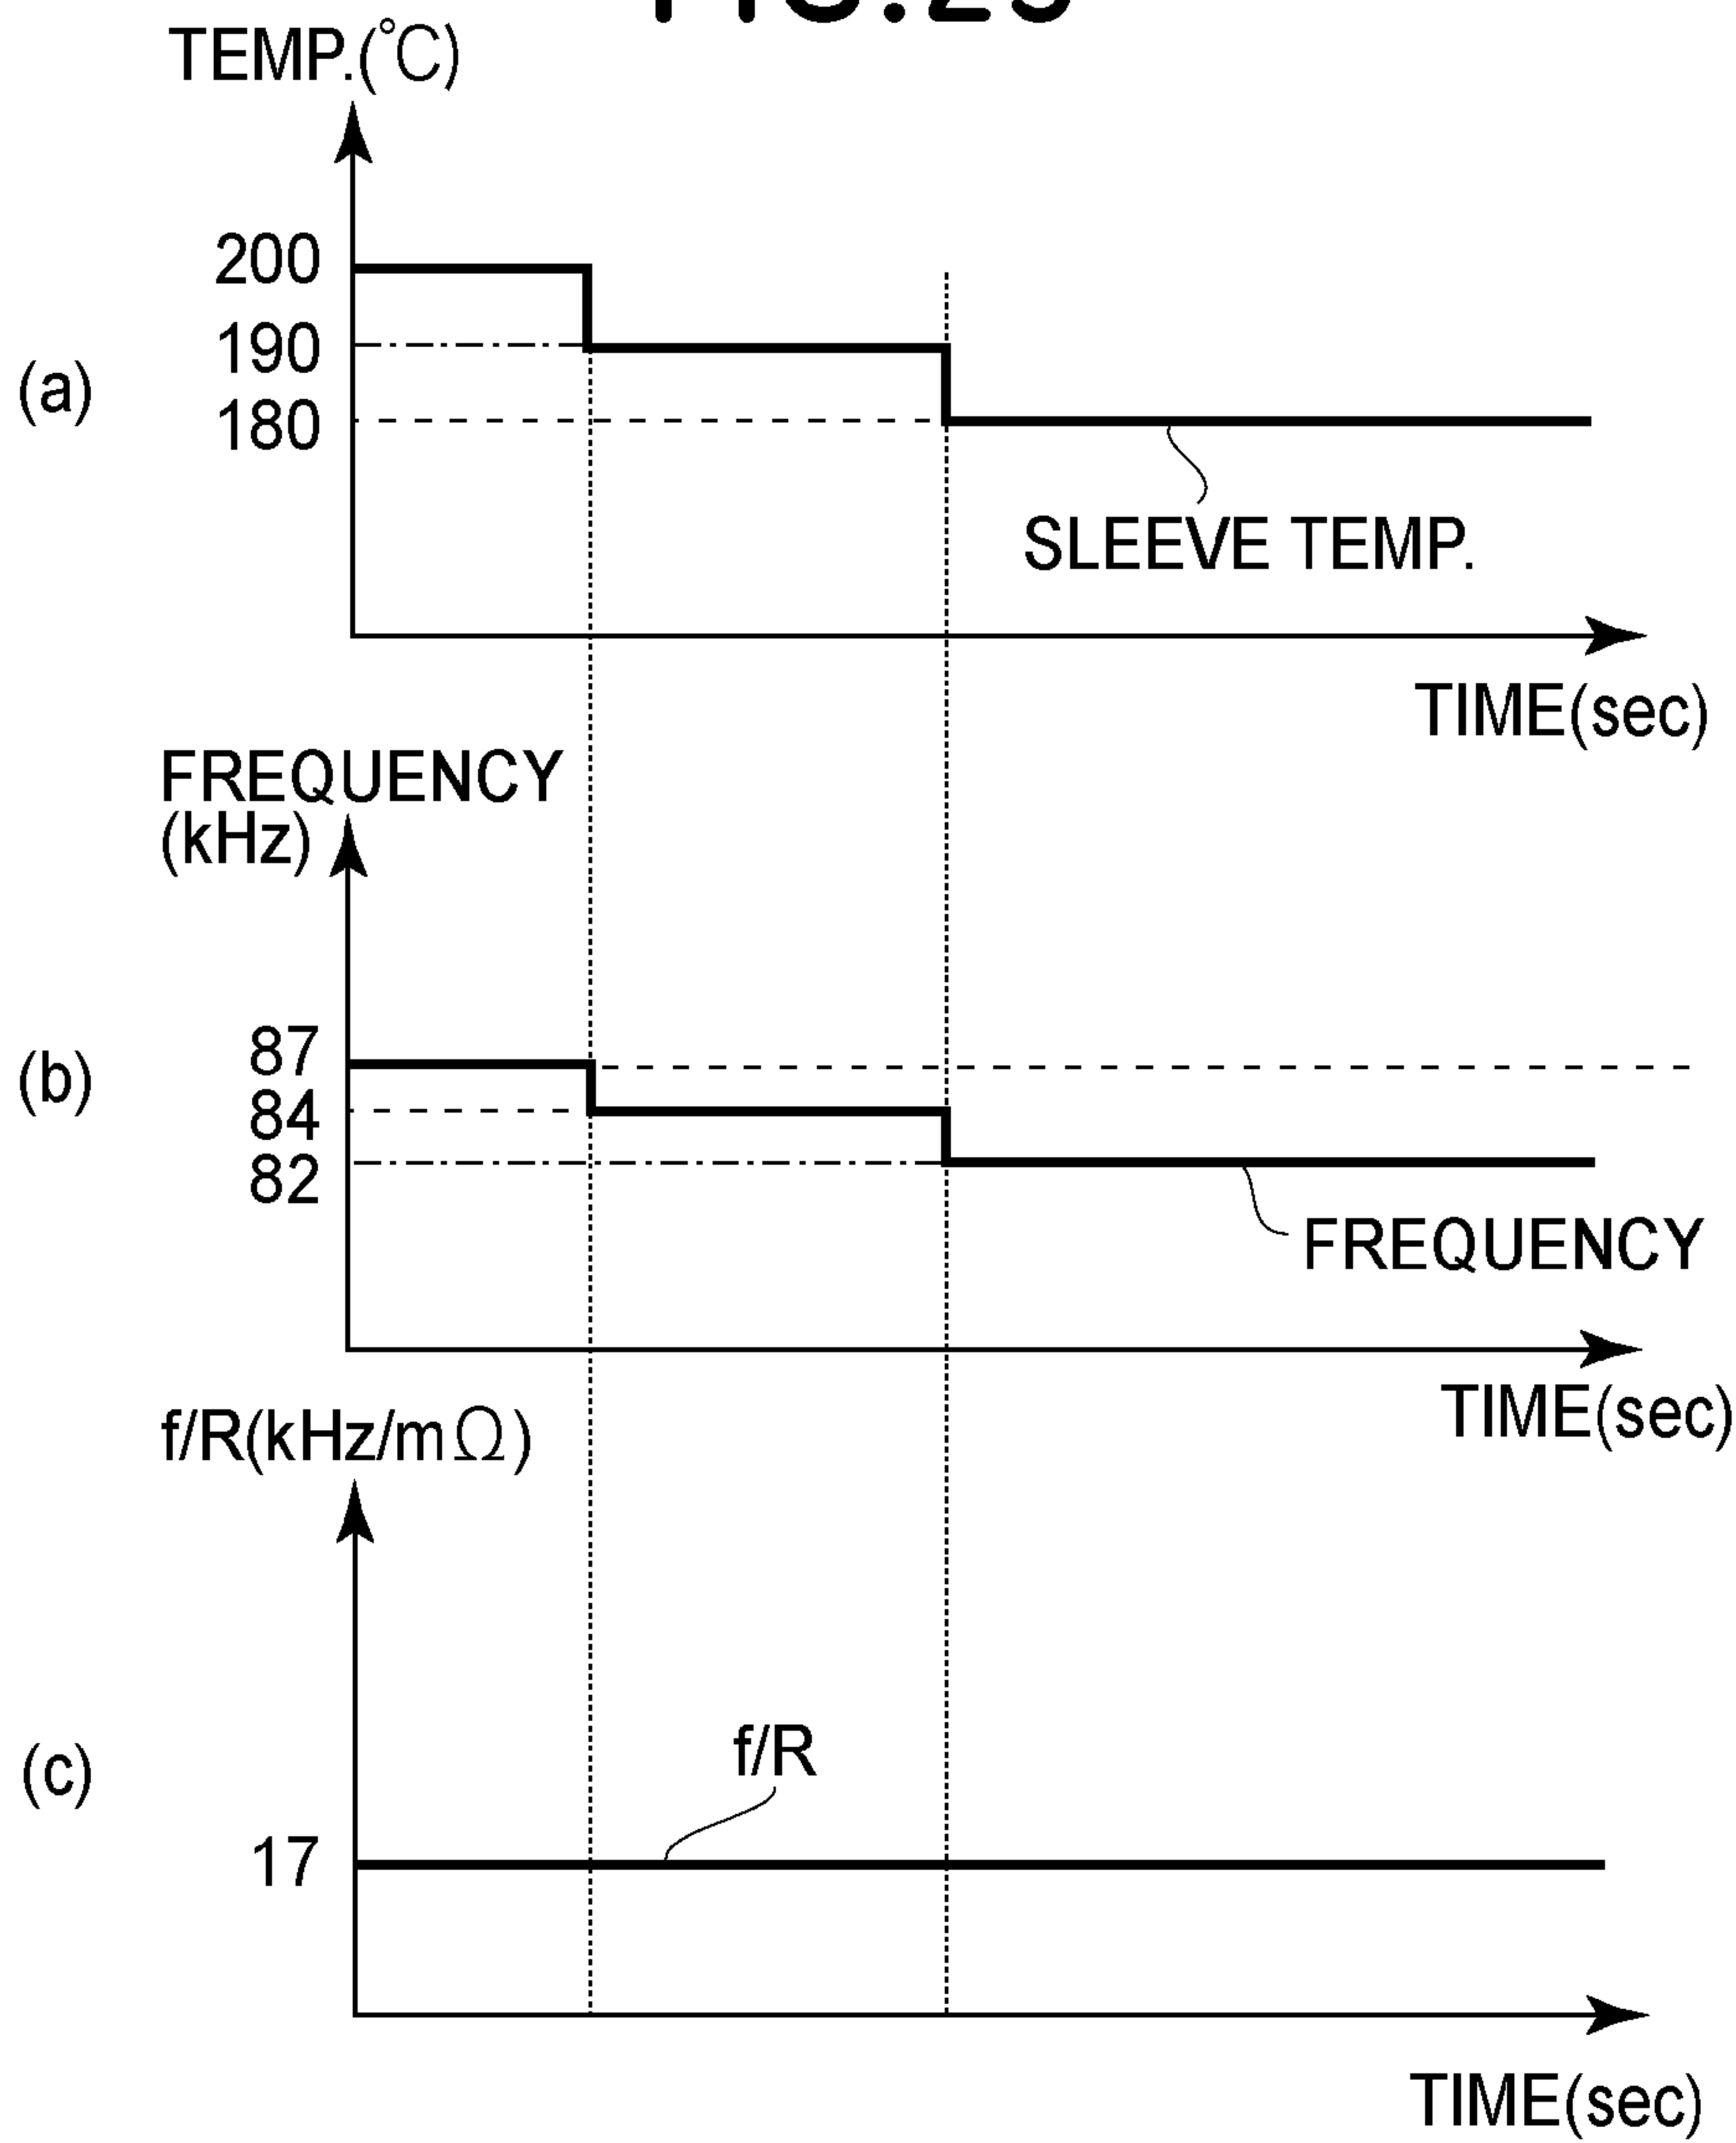 TEMP.(°C)
200
190
180
(a)
SLEEVE TEMP.
TIME(sec)
FREQUENCY
(kHz)
87
84
82
(b)
FREQUENCY
TIME(sec)
f/R(kHz/mΩ)
f/R
(c)
17
TIME(sec)